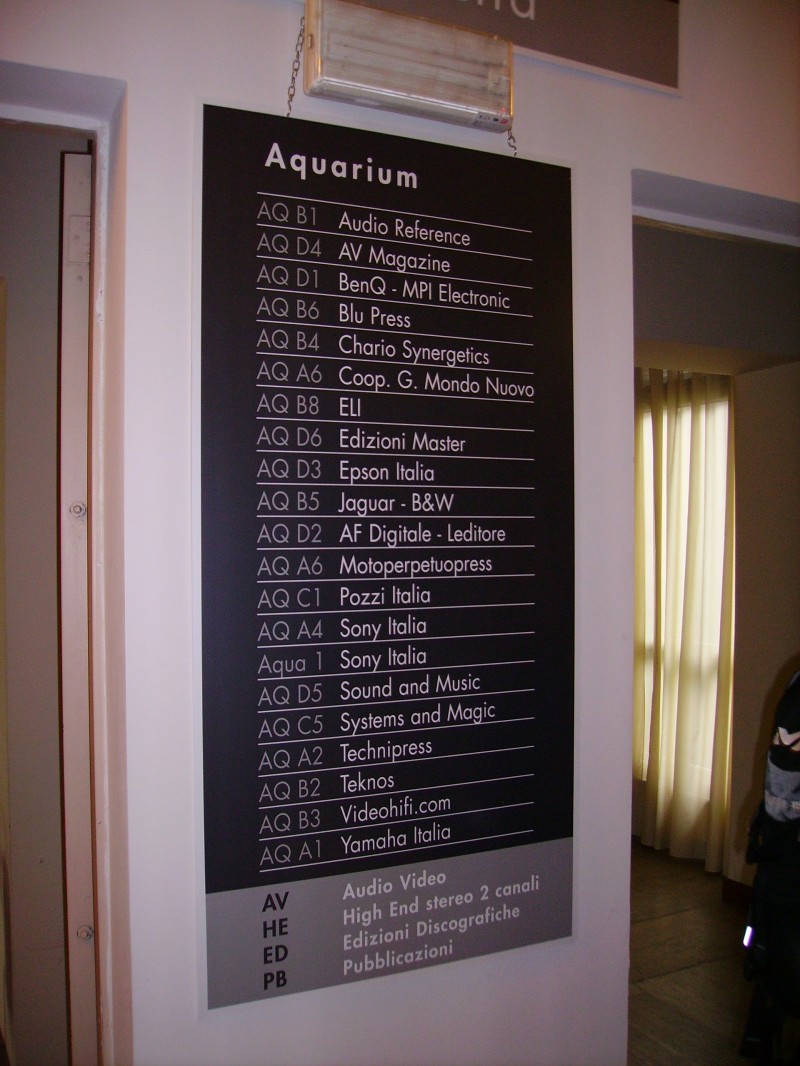 Aquarium
AQ B1 Audio Reference
AQ D4 AV Magazine
AQ D1 BenQ - MPI Electronic
AQ B6 Blu Press
AQ B4 Chario Synergetics
AQ A6 Coop. G. Mondo Nuovo
AQ B8 ELI
AQ D6 Edizioni Master
AQ D3 Epson Italia
AQ B5 Jaguar - B&W
AQ D2 AF Digitale - Leditore
AQ A6 Motoperpetuopress
AQ C1 Pozzi Italia
AQ A4 Sony Italia
Aqua 1 Sony Italia
AQ D5 Sound and Music
AQ C5 Systems and Magic
AQ A2 Technipress
AQ B2 Teknos
AQ B3 Videohifi.com
AQ A1 Yamaha Italia
AV Audio Video
HE High End stereo 2 canali
ED Edizioni Discografiche
PB Pubblicazioni